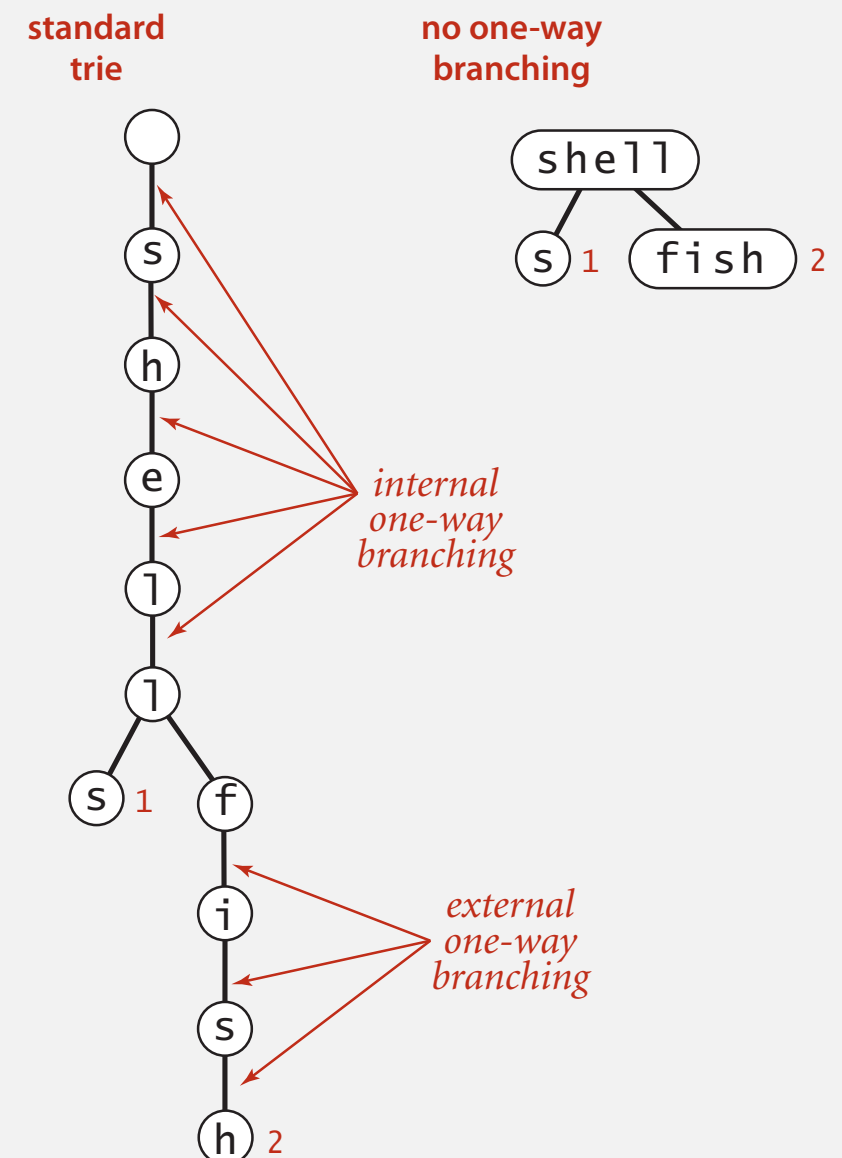 standard
trie
no one-way
branching
shell
s 1
fish 2
s
h
e
l
l
internal
one-way
branching
s 1
f
i
s
h 2
external
one-way
branching